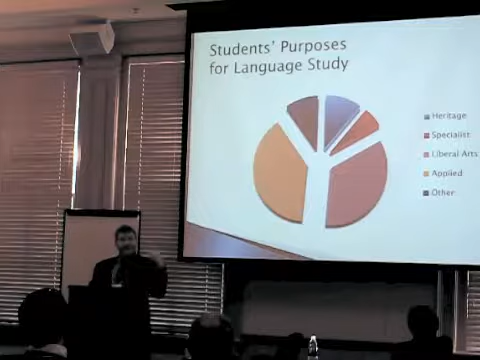 Students' Purposes
for Language Study
Heritage
Specialist
Liberal Arts
Applied
Other